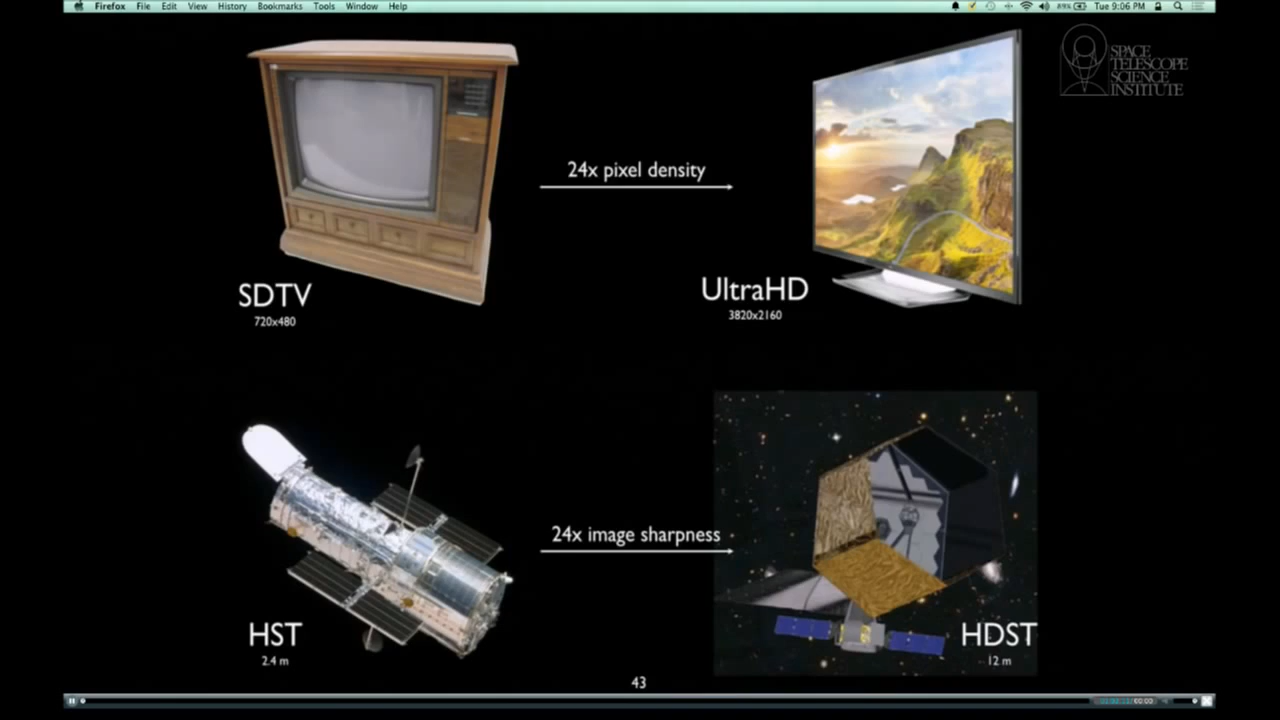 Firefox File Edit View History Bookmarks Tools Window Help
Tue 9:06 PM
SPACE
TELESCOPE
SCIENCE
INSTITUTE
24x pixel density
SDTV
720x480
UltraHD
3820x2160
24x image sharpness
HST
2.4 m
HDST
12 m
43